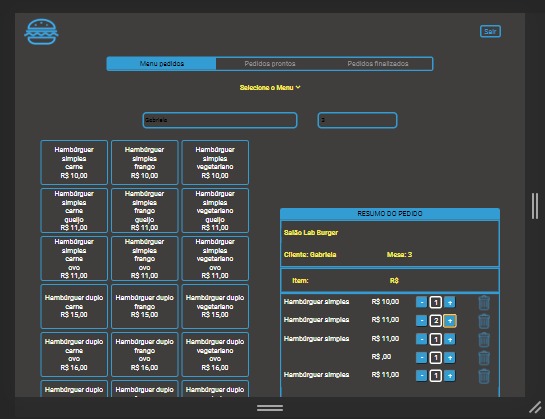 Sair
Menu pedidos
Pedidos prontos
Pedidos finalizados
Selecione o Menu
Gabriela
3
Hambúrguer
simples
carne
R$ 10,00
Hambúrguer
simples
frango
R$ 10,00
Hambúrguer
simples
vegetariano
R$ 10,00
Hambúrguer
simples
carne
queijo
R$ 11,00
Hambúrguer
simples
frango
queijo
R$ 11,00
Hambúrguer
simples
vegetariano
queijo
R$ 11,00
Hambúrguer
simples
carne
ovo
R$ 11,00
Hambúrguer
simples
frango
ovo
R$ 11,00
Hambúrguer
simples
vegetariano
ovo
R$ 11,00
Hambúrguer duplo
carne
R$ 15,00
Hambúrguer duplo
frango
R$ 15,00
Hambúrguer duplo
vegetariano
R$ 15,00
Hambúrguer duplo
carne
ovo
R$ 16,00
Hambúrguer duplo
frango
ovo
R$ 16,00
Hambúrguer duplo
vegetariano
ovo
R$ 16,00
Hambúrguer duplo
Hambúrguer duplo
Hambúrguer duplo
RESUMO DO PEDIDO
Salão Lab Burger
Cliente: Gabriela Mesa: 3
Item: R$
Hambúrguer simples R$ 10,00 - 1 +
Hambúrguer simples R$ 11,00 - 2 +
Hambúrguer simples R$ 11,00 - 1 +
R$ ,00 - 1 +
Hambúrguer simples R$ 11,00 - 1 +